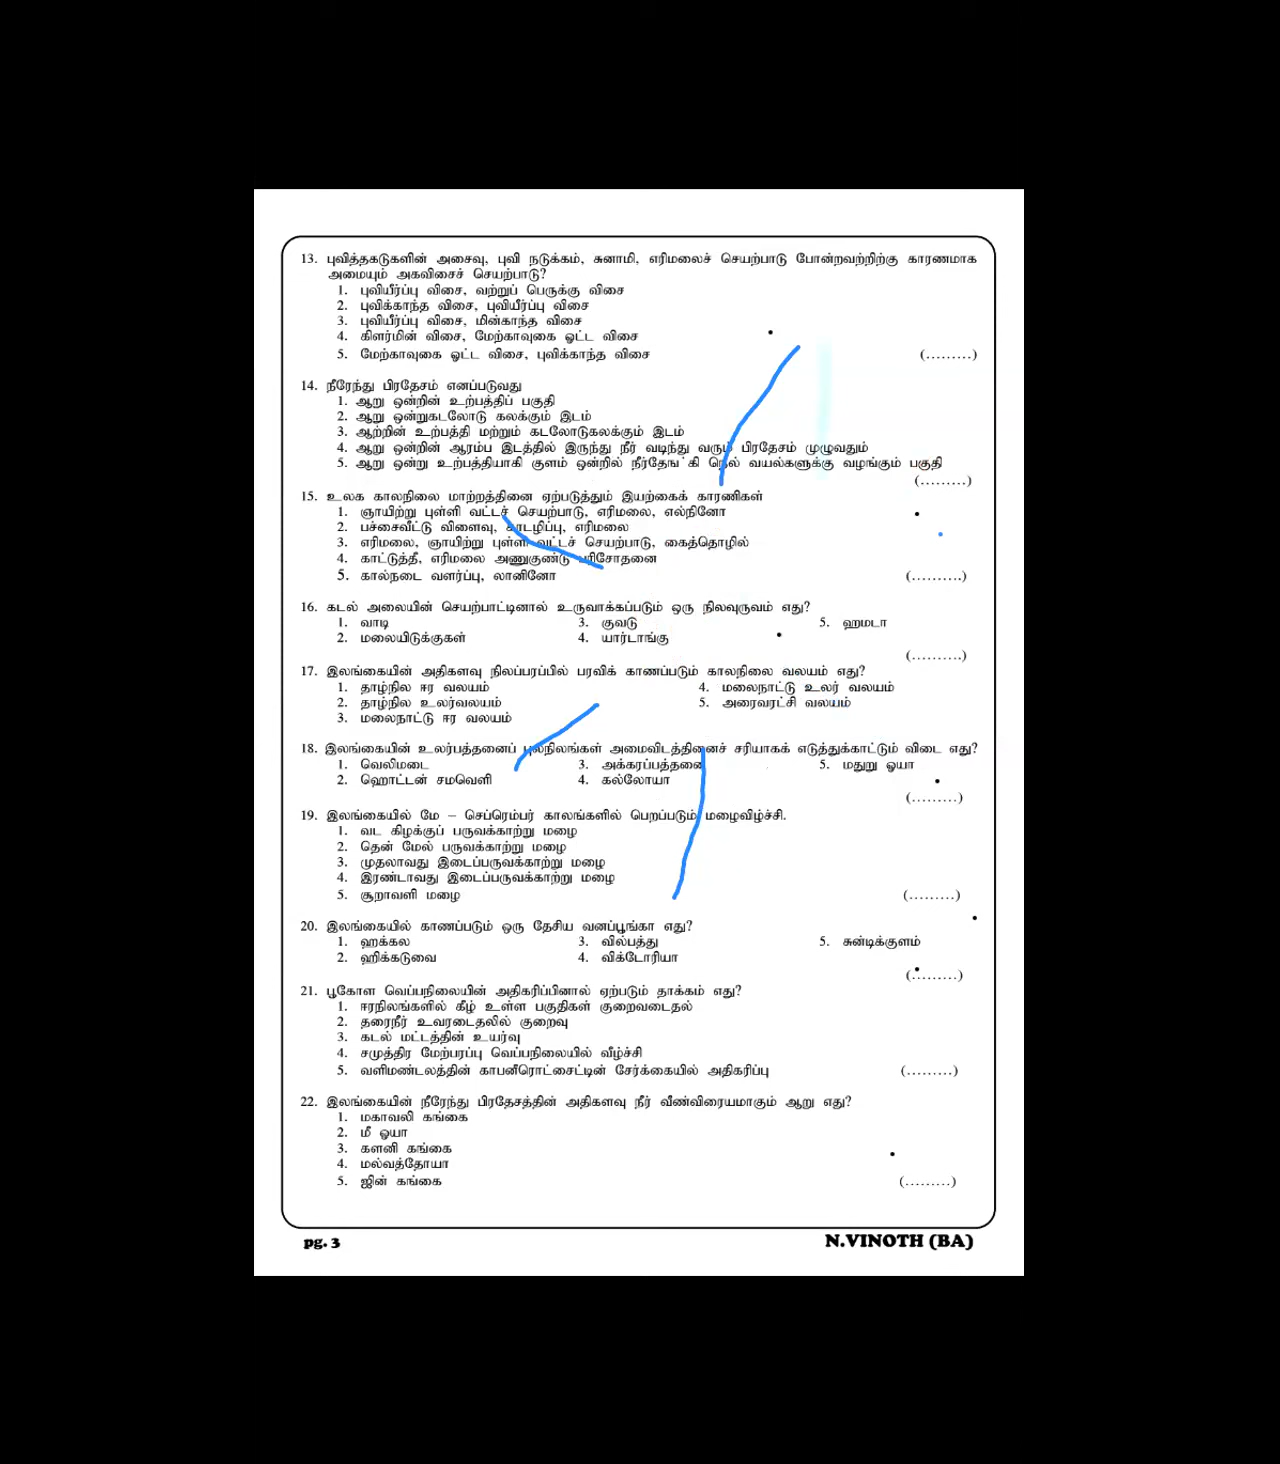 13. புவித்தகடுகளின் அசைவு, புவி நடுக்கம், சுனாமி, எரிமலைச் செயற்பாடு போன்றவற்றிற்கு காரணமாக
அமையும் அகவிசைச் செயற்பாடு?
1. புவியீர்ப்பு விசை, வற்றுப் பெருக்கு விசை
2. புவிக்காந்த விசை, புவியீர்ப்பு விசை
3. புவியீர்ப்பு விசை, மின்காந்த விசை
4. கிளர்மின் விசை, மேற்காவுகை ஓட்ட விசை
5. மேற்காவுகை ஓட்ட விசை, புவிக்காந்த விசை (.........)
14. நீரேந்து பிரதேசம் எனப்படுவது
1. ஆறு ஒன்றின் உற்பத்திப் பகுதி
2. ஆறு ஒன்றுகடலோடு கலக்கும் இடம்
3. ஆற்றின் உற்பத்தி மற்றும் கடலோடுகலக்கும் இடம்
4. ஆறு ஒன்றின் ஆரம்ப இடத்தில் இருந்து நீர் வடிந்து வரும் பிரதேசம் முழுவதும்
5. ஆறு ஒன்று உற்பத்தியாகி குளம் ஒன்றில் நீர்தேங்கி நெல் வயல்களுக்கு வழங்கும் பகுதி
(.........)
15. உலக காலநிலை மாற்றத்தினை ஏற்படுத்தும் இயற்கைக் காரணிகள்
1. ஞாயிற்று புள்ளி வட்டச் செயற்பாடு, எரிமலை, எல்நினோ
2. பச்சைவீட்டு விளைவு, காடழிப்பு, எரிமலை
3. எரிமலை, ஞாயிற்று புள்ளி வட்டச் செயற்பாடு, கைத்தொழில்
4. காட்டுத்தீ, எரிமலை அணுகுண்டு பரிசோதனை
5. கால்நடை வளர்ப்பு, லானினோ (..........)
16. கடல் அலையின் செயற்பாட்டினால் உருவாக்கப்படும் ஒரு நிலவுருவம் எது?
1. வாடி 3. குவடு 5. ஹமடா
2. மலையிடுக்குகள் 4. யார்டாங்கு
(..........)
17. இலங்கையின் அதிகளவு நிலப்பரப்பில் பரவிக் காணப்படும் காலநிலை வலயம் எது?
1. தாழ்நில ஈர வலயம் 4. மலைநாட்டு உலர் வலயம்
2. தாழ்நில உலர்வலயம் 5. அரைவரட்சி வலயம்
3. மலைநாட்டு ஈர வலயம்
18. இலங்கையின் உலர்பத்தனைப் புல்நிலங்கள் அமைவிடத்தினைச் சரியாகக் எடுத்துக்காட்டும் விடை எது?
1. வெலிமடை 3. அக்கரப்பத்தனை 5. மதுறு ஓயா
2. ஹொட்டன் சமவெளி 4. கல்லோயா
(.........)
19. இலங்கையில் மே – செப்ரெம்பர் காலங்களில் பெறப்படும் மழைவிழ்ச்சி.
1. வட கிழக்குப் பருவக்காற்று மழை
2. தென் மேல் பருவக்காற்று மழை
3. முதலாவது இடைப்பருவக்காற்று மழை
4. இரண்டாவது இடைப்பருவக்காற்று மழை
5. சூறாவளி மழை (.........)
20. இலங்கையில் காணப்படும் ஒரு தேசிய வனப்பூங்கா எது?
1. ஹக்கல 3. வில்பத்து 5. சுன்டிக்குளம்
2. ஹிக்கடுவை 4. விக்டோரியா
(.........)
21. பூகோள வெப்பநிலையின் அதிகரிப்பினால் ஏற்படும் தாக்கம் எது?
1. ஈரநிலங்களில் கீழ் உள்ள பகுதிகள் குறைவடைதல்
2. தரைநீர் உவரடைதலில் குறைவு
3. கடல் மட்டத்தின் உயர்வு
4. சமுத்திர மேற்பரப்பு வெப்பநிலையில் வீழ்ச்சி
5. வளிமண்டலத்தின் காபனீரொட்சைட்டின் சேர்க்கையில் அதிகரிப்பு (.........)
22. இலங்கையின் நீரேந்து பிரதேசத்தின் அதிகளவு நீர் வீண்விரையமாகும் ஆறு எது?
1. மகாவலி கங்கை
2. மீ ஓயா
3. களனி கங்கை
4. மல்வத்தோயா
5. ஜின் கங்கை (.........)
pg. 3 N.VINOTH (BA)